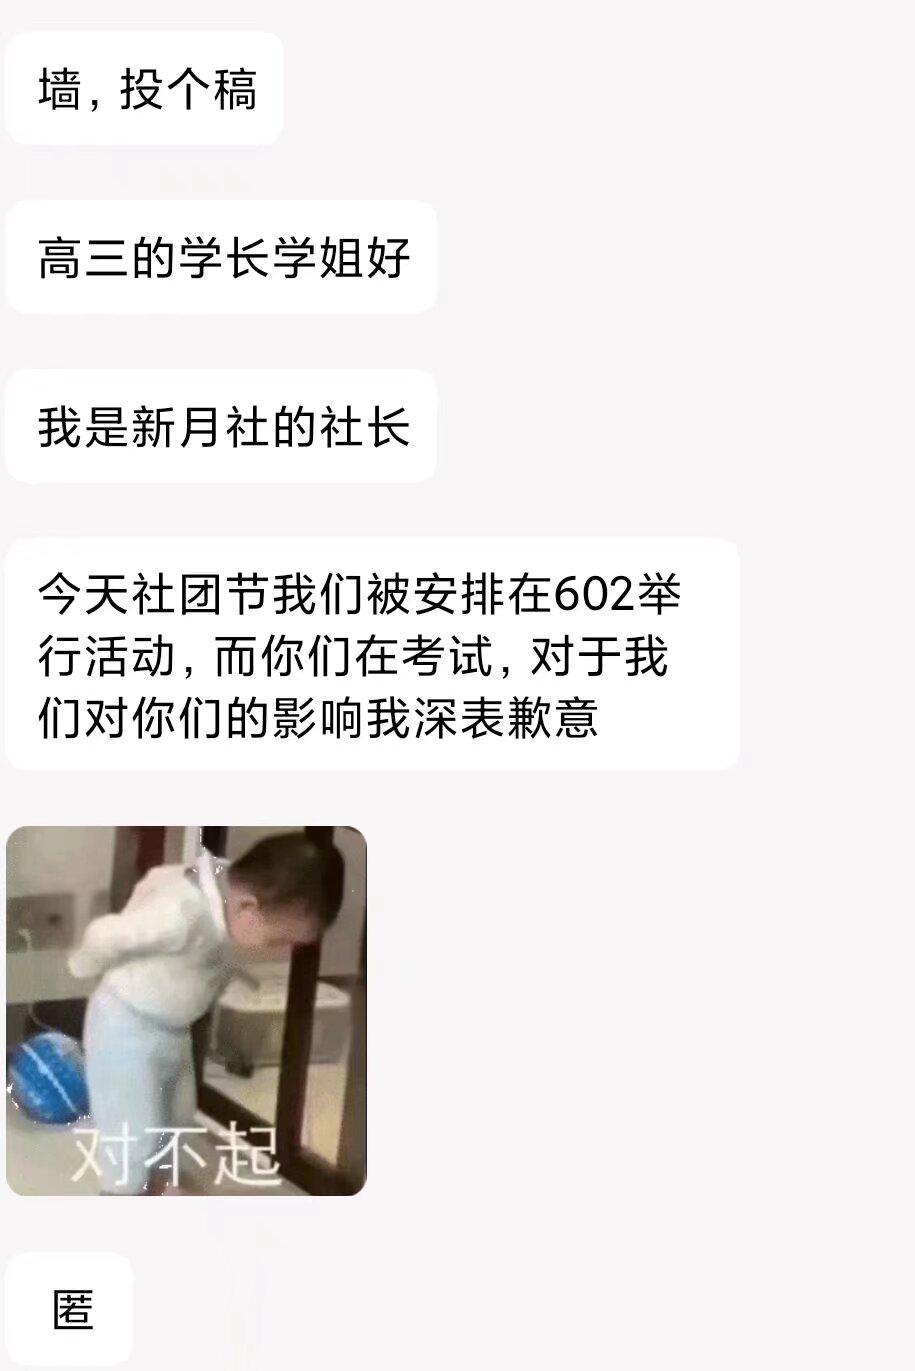 墙，投个稿
高三的学长学姐好
我是新月社的社长
今天社团节我们被安排在602举
行活动，而你们在考试，对于我
们对你们的影响我深表歉意
对不起
匿